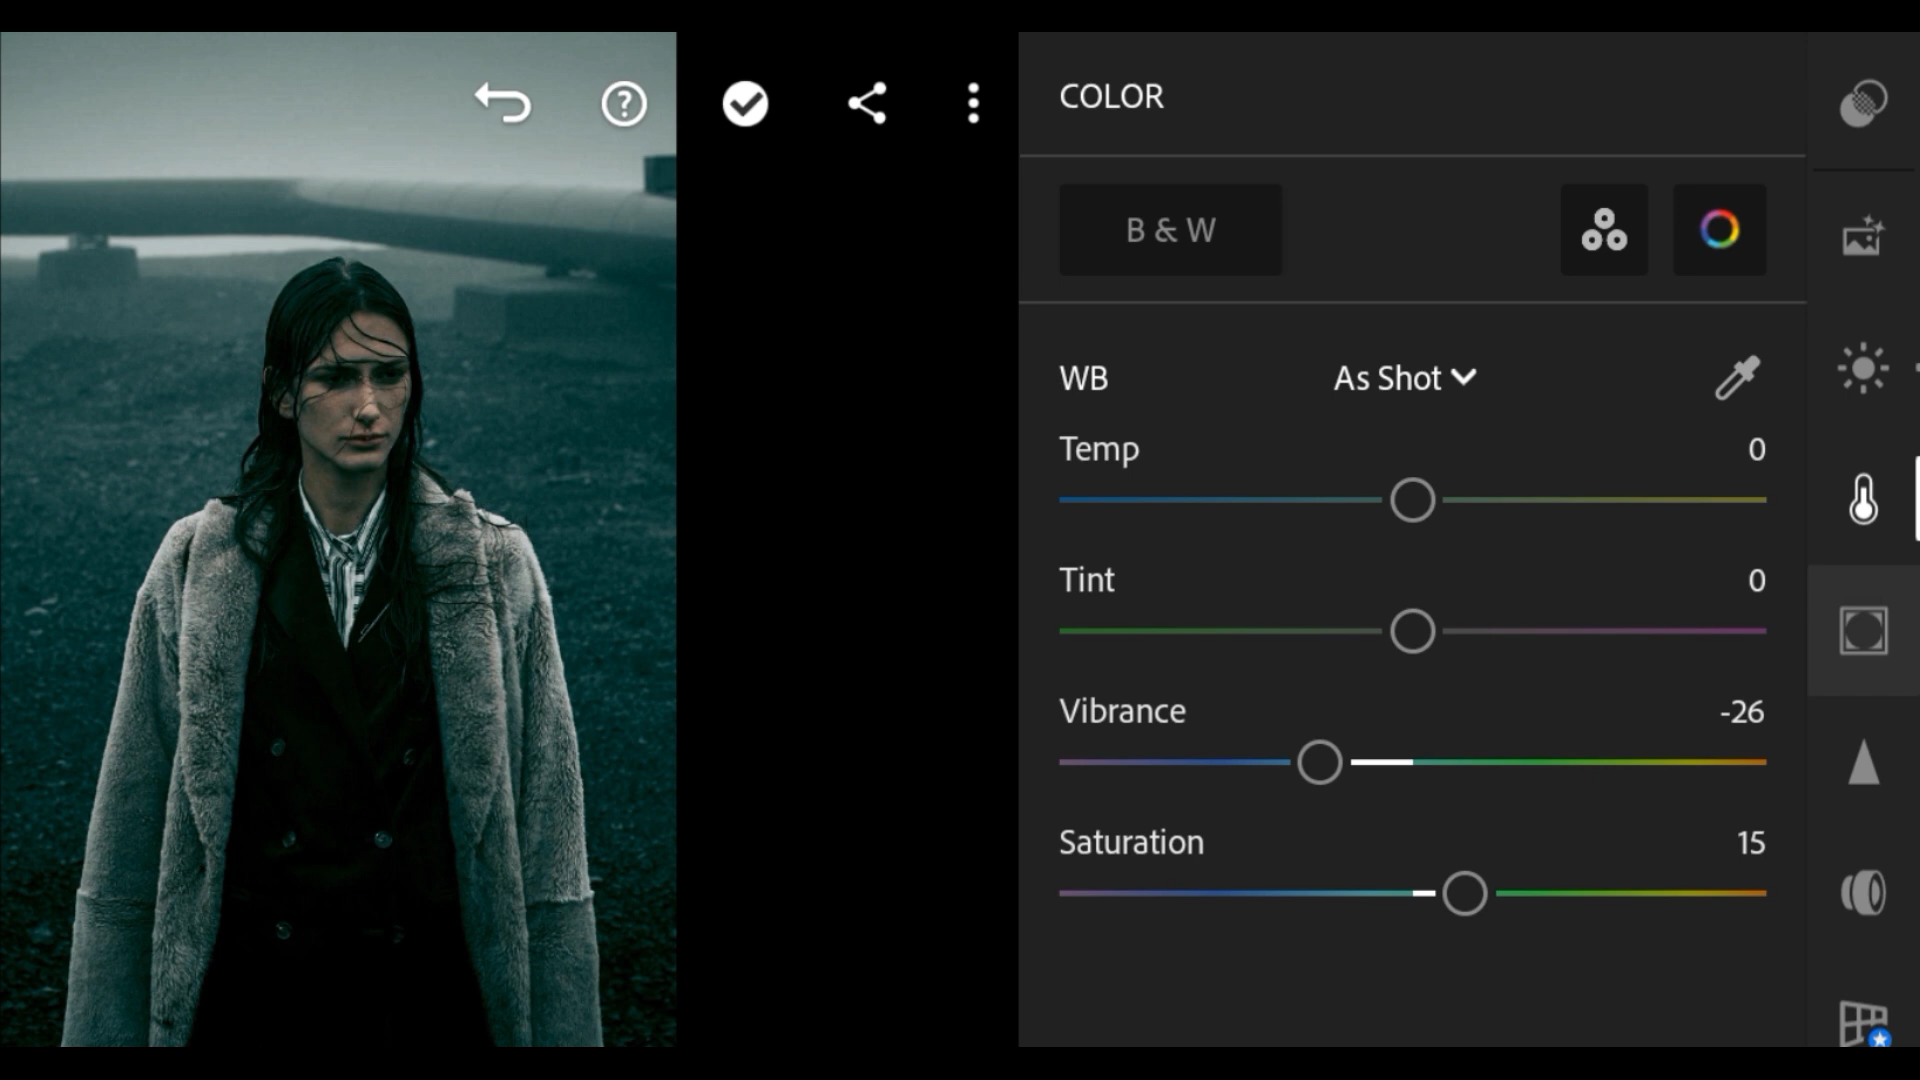 COLOR
B & W
WB As Shot
Temp 0
Tint 0
Vibrance -26
Saturation 15